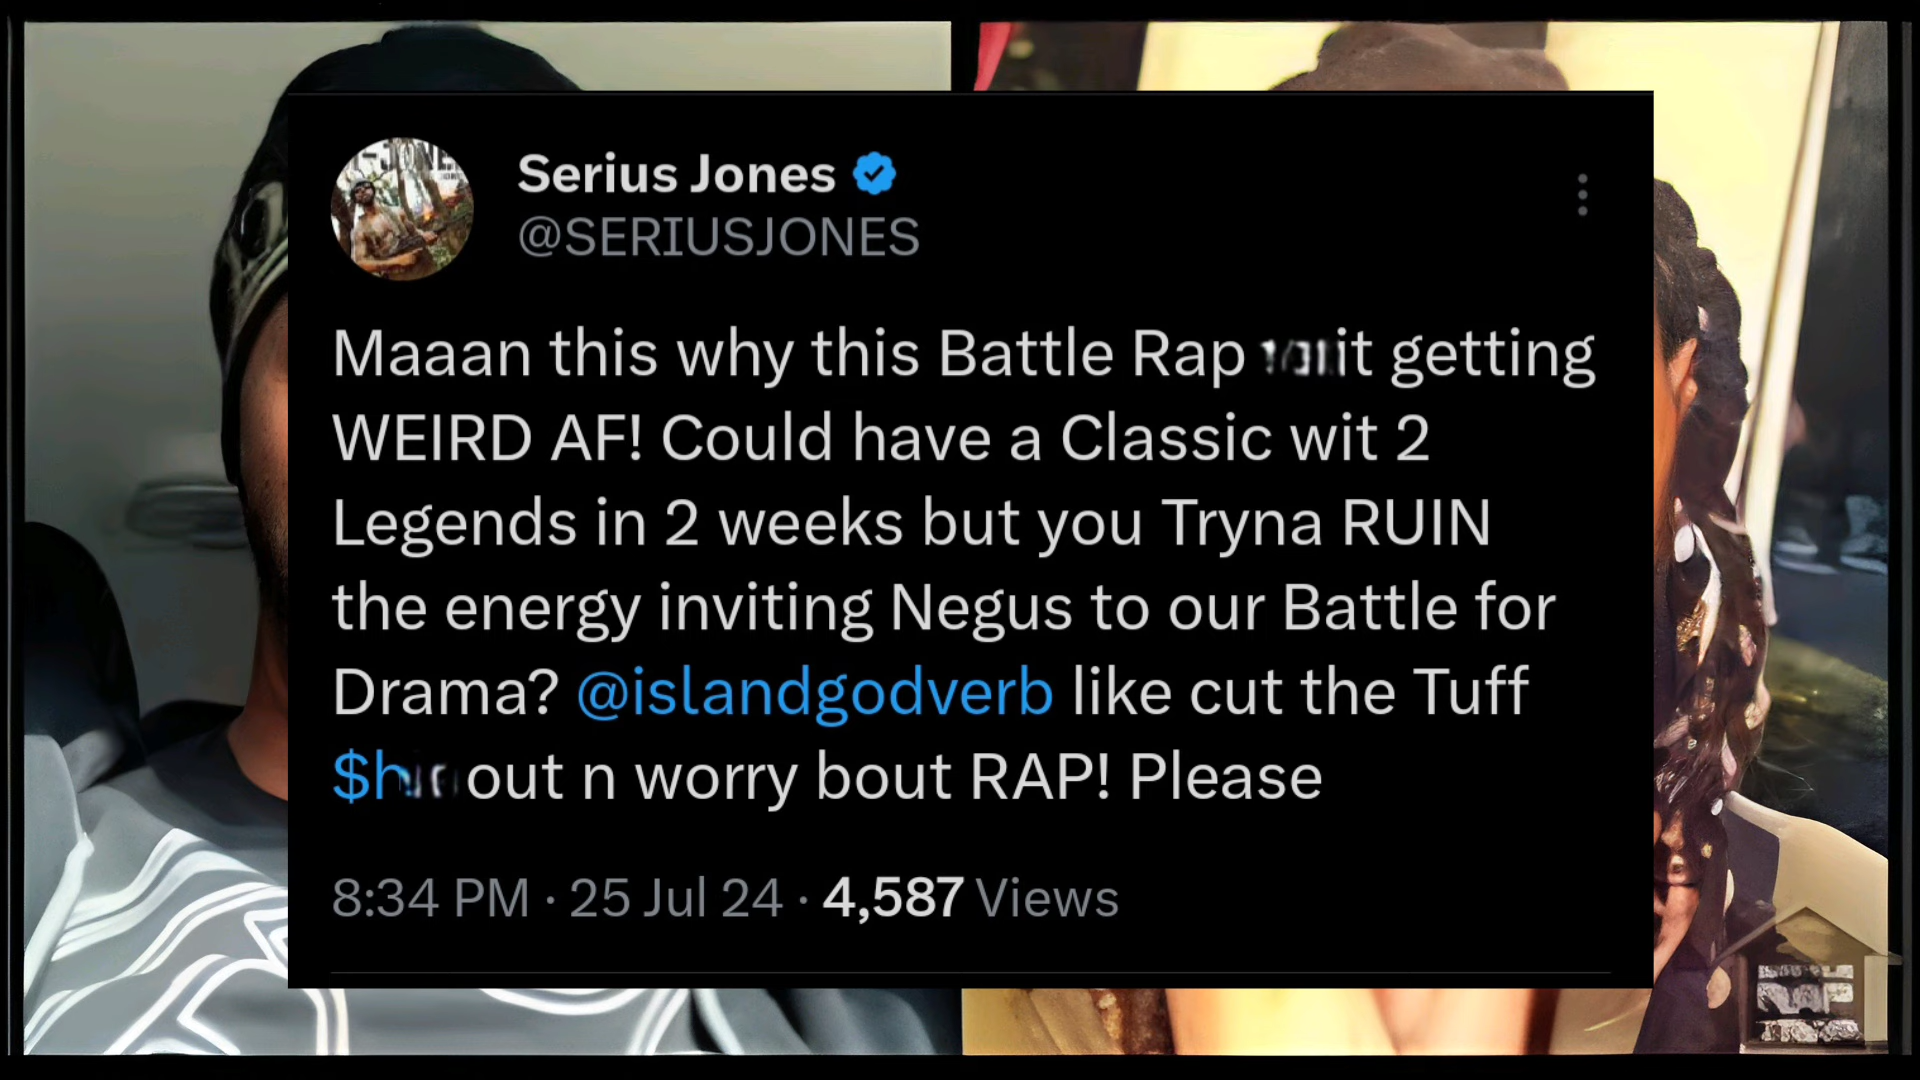 Serius Jones
@SERIUSJONES
Maaan this why this Battle Rap getting
WEIRD AF! Could have a Classic wit 2
Legends in 2 weeks but you Tryna RUIN
the energy inviting Negus to our Battle for
Drama? @islandgodverb like cut the Tuff
out n worry bout RAP! Please
8:34 PM · 25 Jul 24 · 4,587 Views